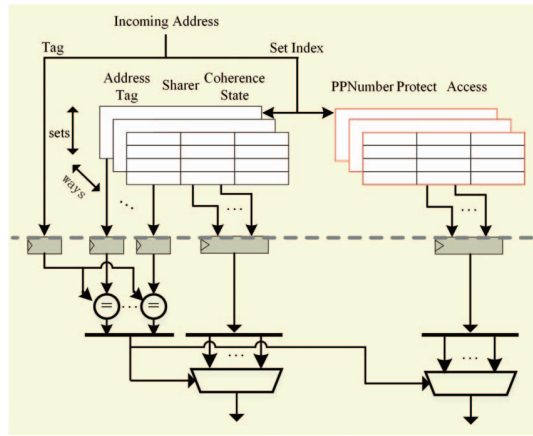 Incoming Address
Tag
Set Index
Address Tag
Sharer
Coherence State
PPNumber Protect Access
sets
ways
...
...
...
=
...
=
...
...